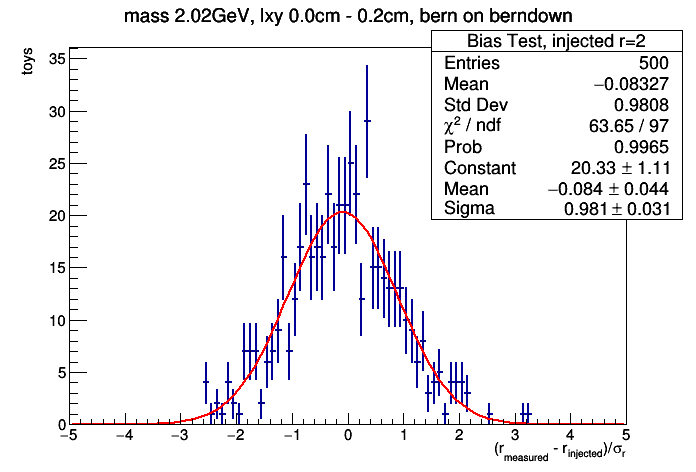 mass 2.02GeV, lxy 0.0cm - 0.2cm, bern on berndown
Bias Test, injected r=2
Entries 500
Mean −0.08327
Std Dev 0.9808
χ² / ndf 63.65 / 97
Prob 0.9965
Constant 20.33 ± 1.11
Mean −0.084 ± 0.044
Sigma 0.981 ± 0.031
toys
35
30
25
20
15
10
5
0
−5 −4 −3 −2 −1 0 1 2 3 4 5
(r_measured - r_injected)/σ_r